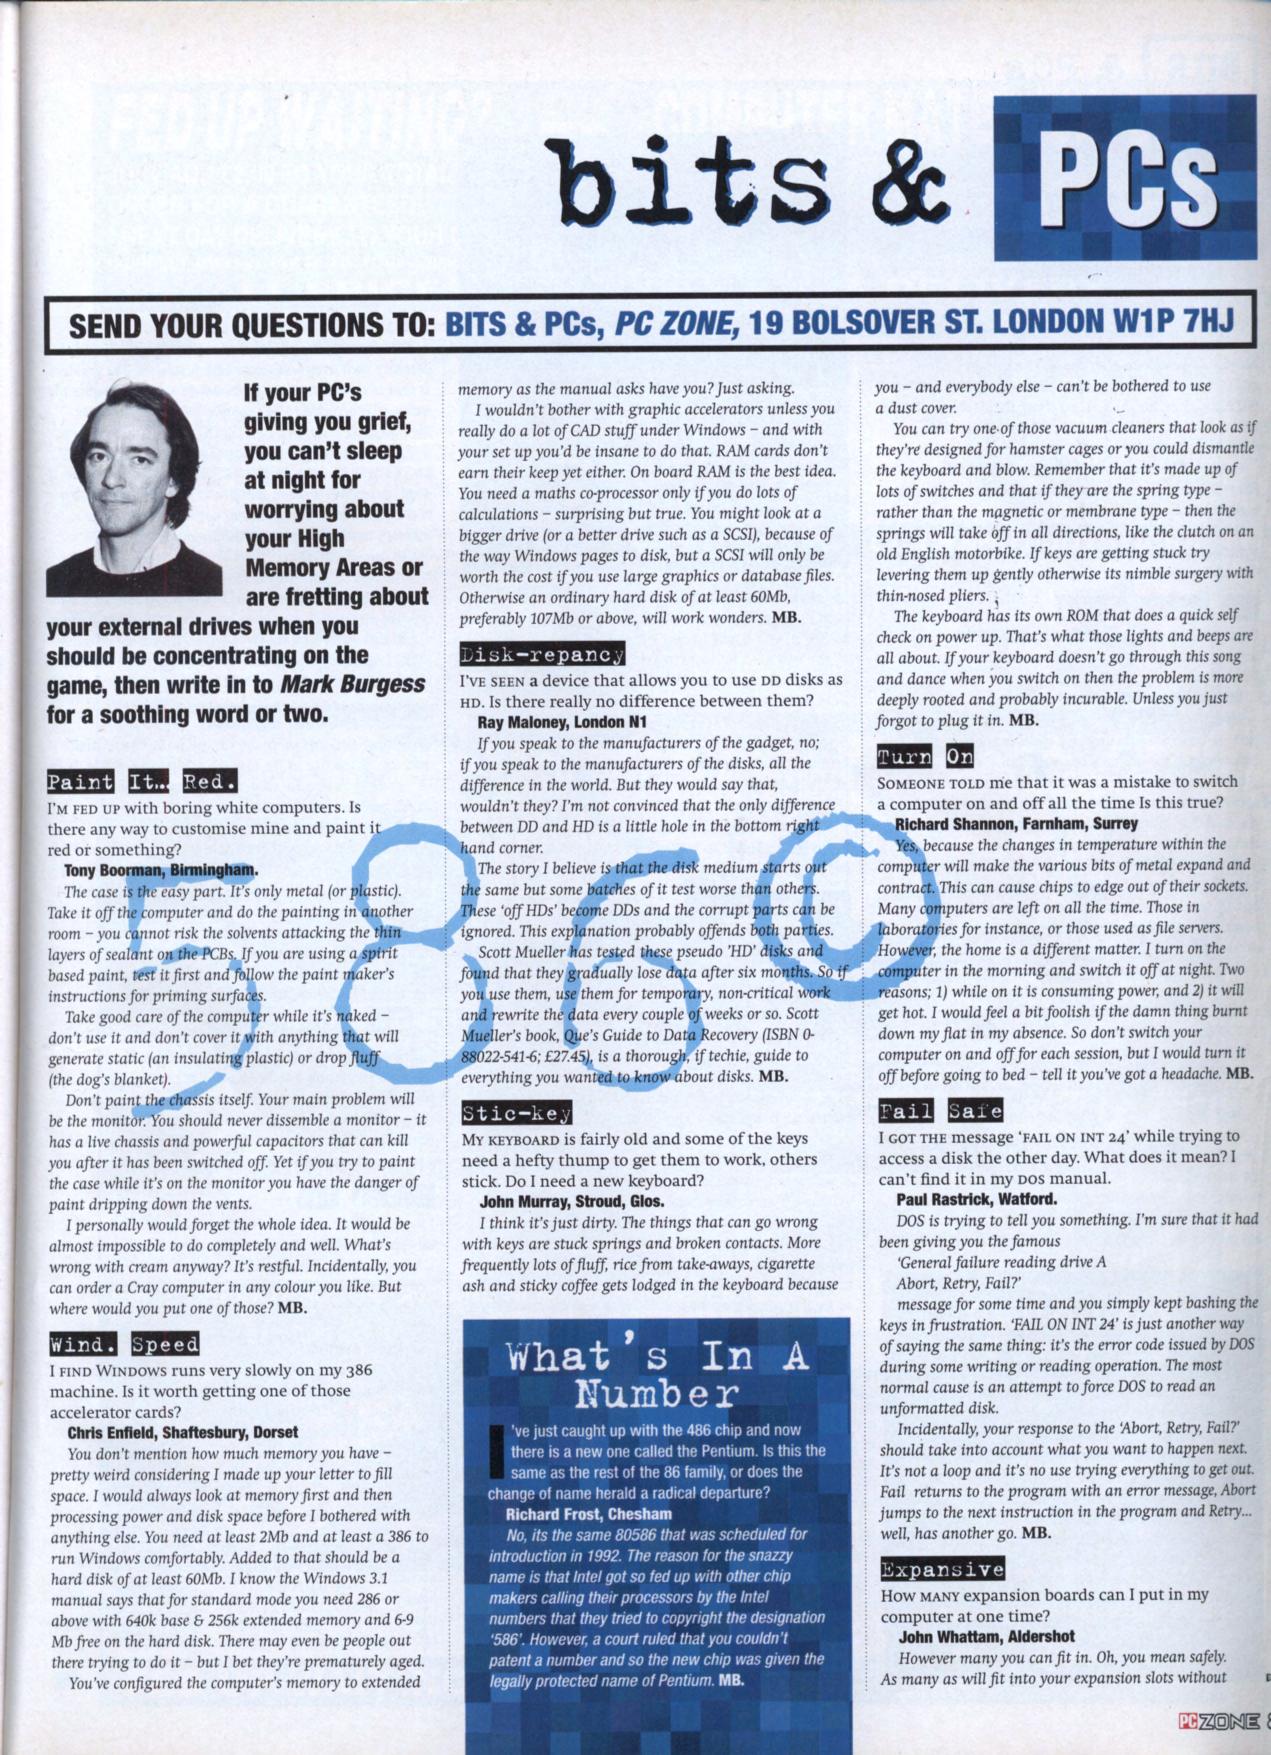 bits & PCs
SEND YOUR QUESTIONS TO: BITS & PCs, PC ZONE, 19 BOLSOVER ST. LONDON W1P 7HJ
If your PC's
giving you grief,
you can't sleep
at night for
worrying about
your High
Memory Areas or
are fretting about
your external drives when you
should be concentrating on the
game, then write in to Mark Burgess
for a soothing word or two.
Paint It... Red.
I'M FED UP with boring white computers. Is
there any way to customise mine and paint it
red or something?
Tony Boorman, Birmingham.
The case is the easy part. It's only metal (or plastic).
Take it off the computer and do the painting in another
room – you cannot risk the solvents attacking the thin
layers of sealant on the PCBs. If you are using a spirit
based paint, test it first and follow the paint maker's
instructions for priming surfaces.
Take good care of the computer while it's naked –
don't use it and don't cover it with anything that will
generate static (an insulating plastic) or drop fluff
(the dog's blanket).
Don't paint the chassis itself. Your main problem will
be the monitor. You should never dissemble a monitor – it
has a live chassis and powerful capacitors that can kill
you after it has been switched off. Yet if you try to paint
the case while it's on the monitor you have the danger of
paint dripping down the vents.
I personally would forget the whole idea. It would be
almost impossible to do completely and well. What's
wrong with cream anyway? It's restful. Incidentally, you
can order a Cray computer in any colour you like. But
where would you put one of those? MB.
Wind. Speed
I FIND WINDOWS runs very slowly on my 386
machine. Is it worth getting one of those
accelerator cards?
Chris Enfield, Shaftesbury, Dorset
You don't mention how much memory you have –
pretty weird considering I made up your letter to fill
space. I would always look at memory first and then
processing power and disk space before I bothered with
anything else. You need at least 2Mb and at least a 386 to
run Windows comfortably. Added to that should be a
hard disk of at least 60Mb. I know the Windows 3.1
manual says that for standard mode you need 286 or
above with 640k base & 256k extended memory and 6-9
Mb free on the hard disk. There may even be people out
there trying to do it – but I bet they're prematurely aged.
You've configured the computer's memory to extended
memory as the manual asks have you? Just asking.
I wouldn't bother with graphic accelerators unless you
really do a lot of CAD stuff under Windows – and with
your set up you'd be insane to do that. RAM cards don't
earn their keep yet either. On board RAM is the best idea.
You need a maths co-processor only if you do lots of
calculations – surprising but true. You might look at a
bigger drive (or a better drive such as a SCSI), because of
the way Windows pages to disk, but a SCSI will only be
worth the cost if you use large graphics or database files.
Otherwise an ordinary hard disk of at least 60Mb,
preferably 107Mb or above, will work wonders. MB.
Disk-repancy
I'VE SEEN a device that allows you to use DD disks as
HD. Is there really no difference between them?
Ray Maloney, London N1
If you speak to the manufacturers of the gadget, no;
if you speak to the manufacturers of the disks, all the
difference in the world. But they would say that,
wouldn't they? I'm not convinced that the only difference
between DD and HD is a little hole in the bottom right
hand corner.
The story I believe is that the disk medium starts out
the same but some batches of it test worse than others.
These 'off HDs' become DDs and the corrupt parts can be
ignored. This explanation probably offends both parties.
Scott Mueller has tested these pseudo 'HD' disks and
found that they gradually lose data after six months. So if
you use them, use them for temporary, non-critical work
and rewrite the data every couple of weeks or so. Scott
Mueller's book, Que's Guide to Data Recovery (ISBN 0-
88022-541-6; £27.45), is a thorough, if techie, guide to
everything you wanted to know about disks. MB.
Stic-key
MY KEYBOARD is fairly old and some of the keys
need a hefty thump to get them to work, others
stick. Do I need a new keyboard?
John Murray, Stroud, Glos.
I think it's just dirty. The things that can go wrong
with keys are stuck springs and broken contacts. More
frequently lots of fluff, rice from take-aways, cigarette
ash and sticky coffee gets lodged in the keyboard because
you – and everybody else – can't be bothered to use
a dust cover.
You can try one of those vacuum cleaners that look as if
they're designed for hamster cages or you could dismantle
the keyboard and blow. Remember that it's made up of
lots of switches and that if they are the spring type –
rather than the magnetic or membrane type – then the
springs will take off in all directions, like the clutch on an
old English motorbike. If keys are getting stuck try
levering them up gently otherwise its nimble surgery with
thin-nosed pliers.
The keyboard has its own ROM that does a quick self
check on power up. That's what those lights and beeps are
all about. If your keyboard doesn't go through this song
and dance when you switch on then the problem is more
deeply rooted and probably incurable. Unless you just
forgot to plug it in. MB.
Turn On
SOMEONE TOLD me that it was a mistake to switch
a computer on and off all the time Is this true?
Richard Shannon, Farnham, Surrey
Yes, because the changes in temperature within the
computer will make the various bits of metal expand and
contract. This can cause chips to edge out of their sockets.
Many computers are left on all the time. Those in
laboratories for instance, or those used as file servers.
However, the home is a different matter. I turn on the
computer in the morning and switch it off at night. Two
reasons; 1) while on it is consuming power, and 2) it will
get hot. I would feel a bit foolish if the damn thing burnt
down my flat in my absence. So don't switch your
computer on and off for each session, but I would turn it
off before going to bed – tell it you've got a headache. MB.
Fail Safe
I GOT THE message 'FAIL ON INT 24' while trying to
access a disk the other day. What does it mean? I
can't find it in my DOS manual.
Paul Rastrick, Watford.
DOS is trying to tell you something. I'm sure that it had
been giving you the famous
'General failure reading drive A
Abort, Retry, Fail?'
message for some time and you simply kept bashing the
keys in frustration. 'FAIL ON INT 24' is just another way
of saying the same thing: it's the error code issued by DOS
during some writing or reading operation. The most
normal cause is an attempt to force DOS to read an
unformatted disk.
Incidentally, your response to the 'Abort, Retry, Fail?'
should take into account what you want to happen next.
It's not a loop and it's no use trying everything to get out.
Fail returns to the program with an error message, Abort
jumps to the next instruction in the program and Retry...
well, has another go. MB.
Expansive
HOW MANY expansion boards can I put in my
computer at one time?
John Whattam, Aldershot
However many you can fit in. Oh, you mean safely.
As many as will fit into your expansion slots without
586©
What's In A
Number
I've just caught up with the 486 chip and now
there is a new one called the Pentium. Is this the
same as the rest of the 86 family, or does the
change of name herald a radical departure?
Richard Frost, Chesham
No, its the same 80586 that was scheduled for
introduction in 1992. The reason for the snazzy
name is that Intel got so fed up with other chip
makers calling their processors by the Intel
numbers that they tried to copyright the designation
'586'. However, a court ruled that you couldn't
patent a number and so the new chip was given the
legally protected name of Pentium. MB.
PC ZONE